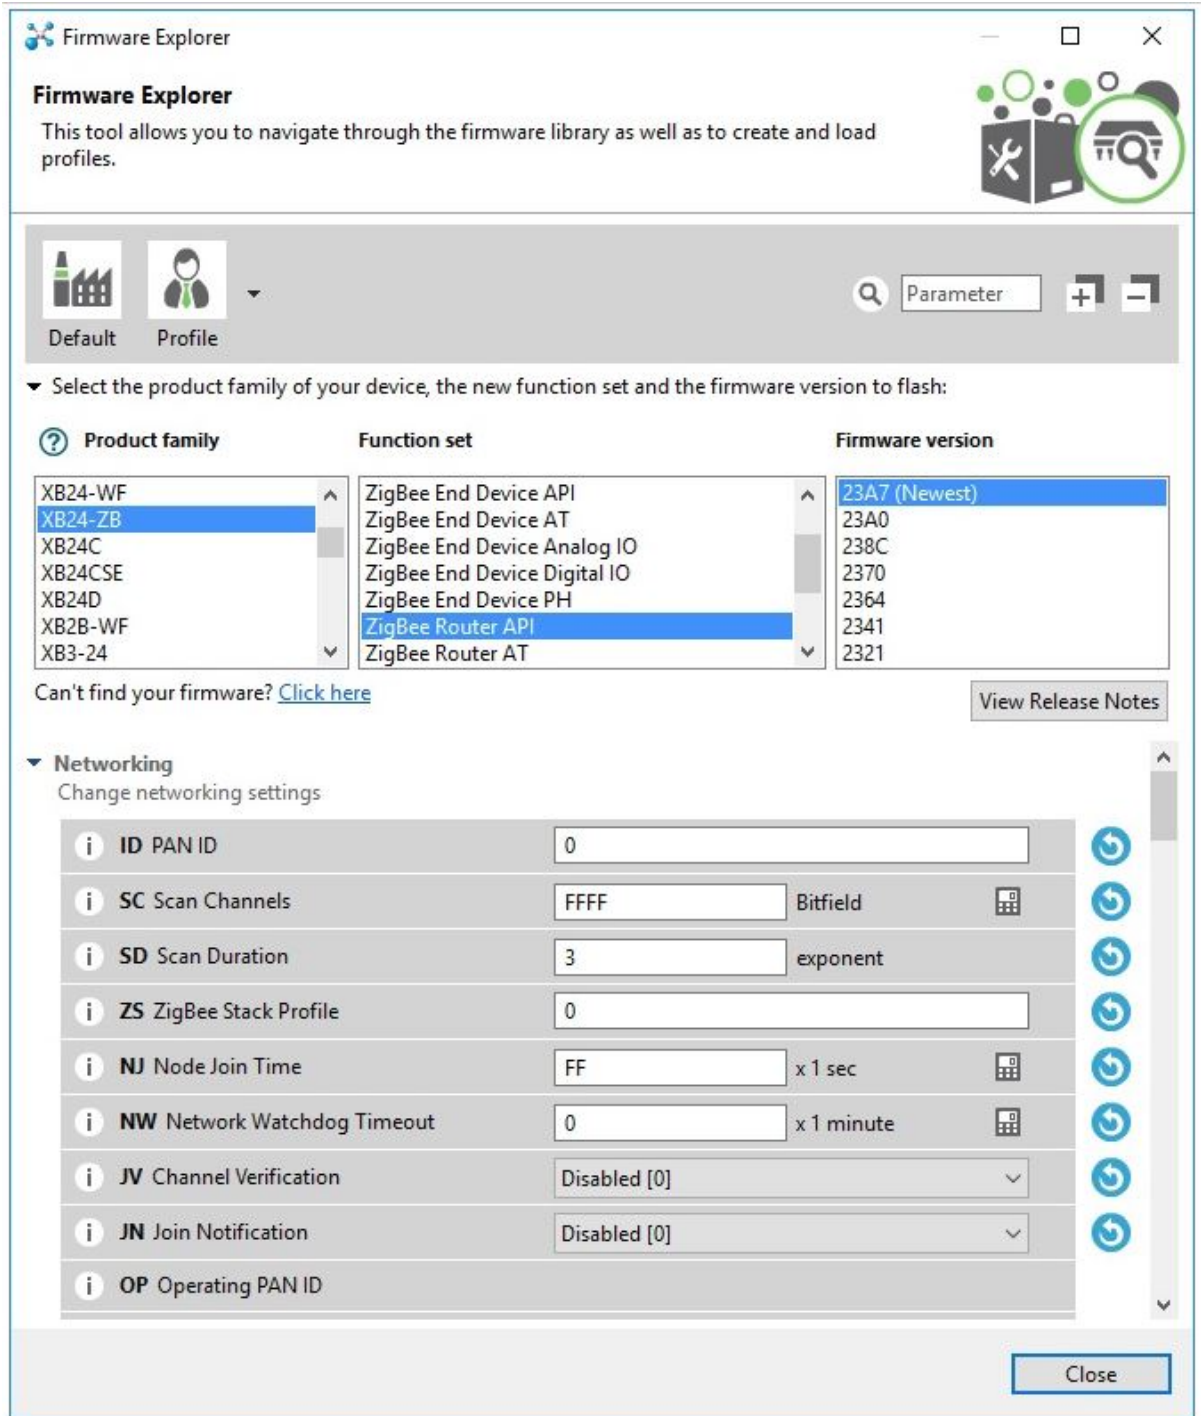 Firmware Explorer
Firmware Explorer
This tool allows you to navigate through the firmware library as well as to create and load
profiles.
Default Profile
Parameter
Select the product family of your device, the new function set and the firmware version to flash:
Product family Function set Firmware version
XB24-WF ZigBee End Device API 23A7 (Newest)
XB24-ZB ZigBee End Device AT 23A0
XB24C ZigBee End Device Analog IO 238C
XB24CSE ZigBee End Device Digital IO 2370
XB24D ZigBee End Device PH 2364
XB2B-WF ZigBee Router API 2341
XB3-24 ZigBee Router AT 2321
Can't find your firmware? Click here View Release Notes
Networking
Change networking settings
i ID PAN ID 0
i SC Scan Channels FFFF Bitfield
i SD Scan Duration 3 exponent
i ZS ZigBee Stack Profile 0
i NJ Node Join Time FF x 1 sec
i NW Network Watchdog Timeout 0 x 1 minute
i JV Channel Verification Disabled [0]
i JN Join Notification Disabled [0]
i OP Operating PAN ID
Close